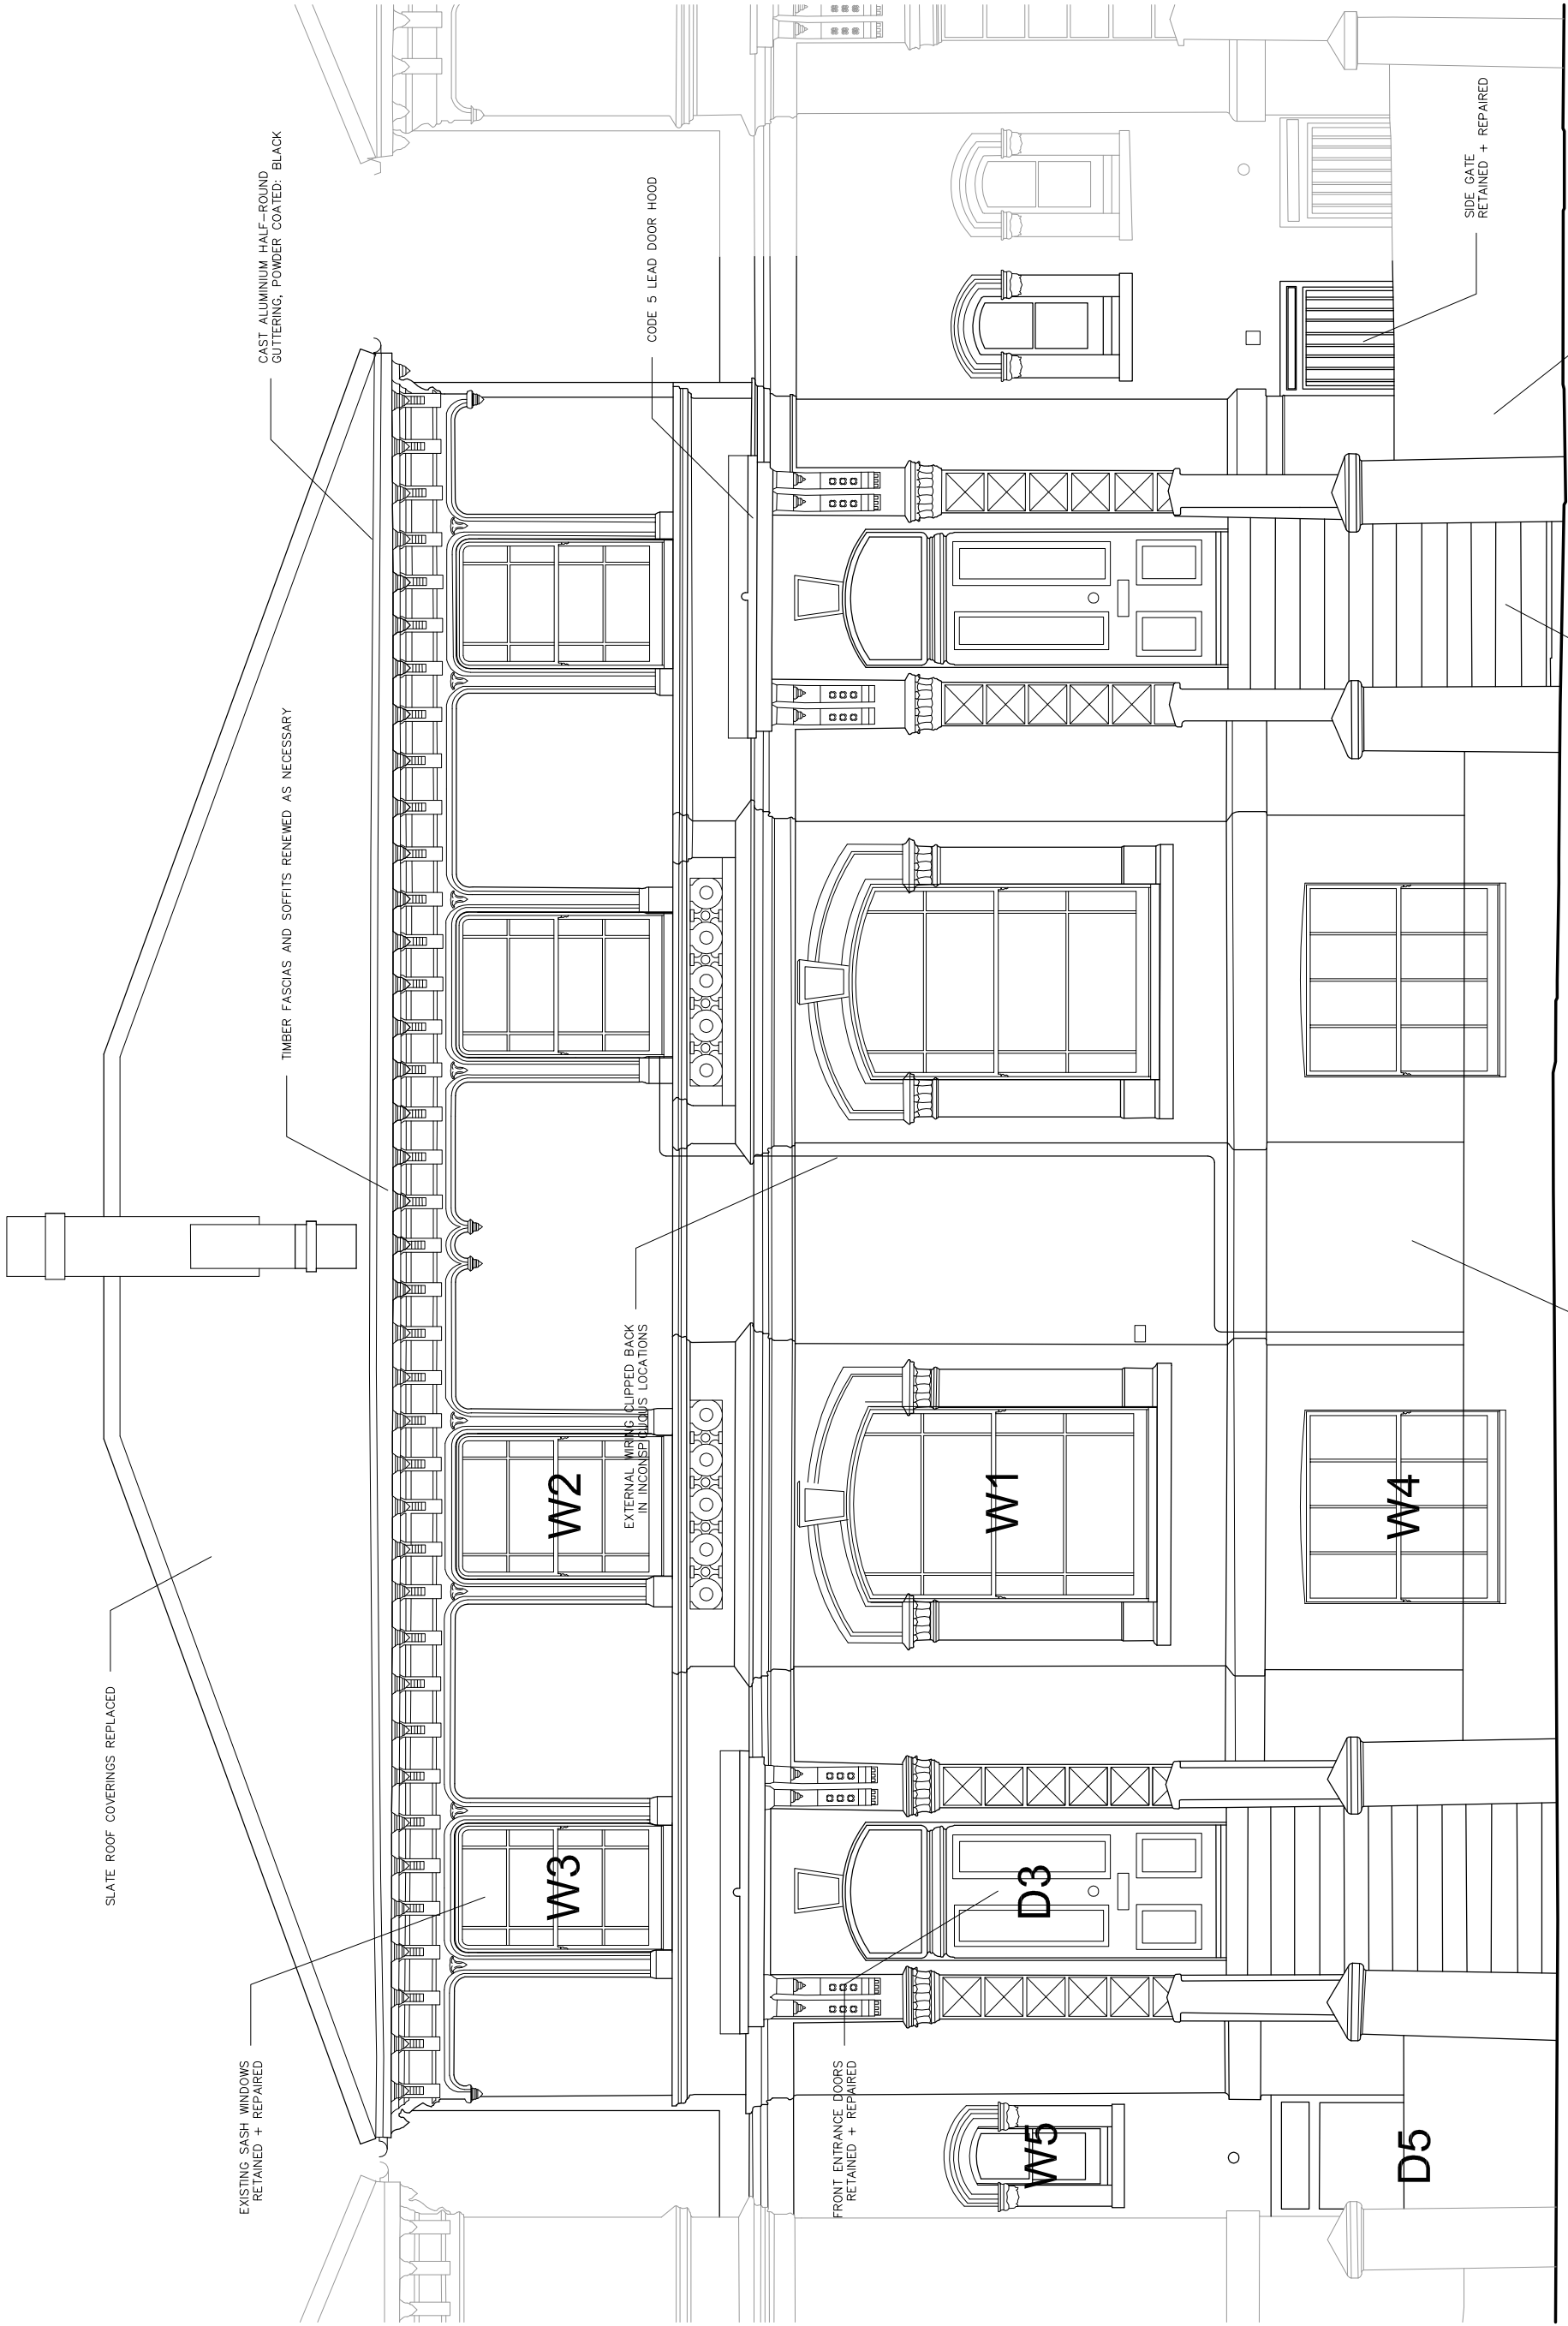 SLATE ROOF COVERINGS REPLACED
TIMBER FASCIAS AND SOFFITS RENEWED AS NECESSARY
CAST ALUMINIUM HALF-ROUND
GUTTERING, POWDER COATED: BLACK
EXISTING SASH WINDOWS
RETAINED + REPAIRED
W3
W2
EXTERNAL WIRING CLIPPED BACK
IN INCONSPICUOUS LOCATIONS
CODE 5 LEAD DOOR HOOD
FRONT ENTRANCE DOORS
RETAINED + REPAIRED
W5
D3
W1
D5
W4
SIDE GATE
RETAINED + REPAIRED